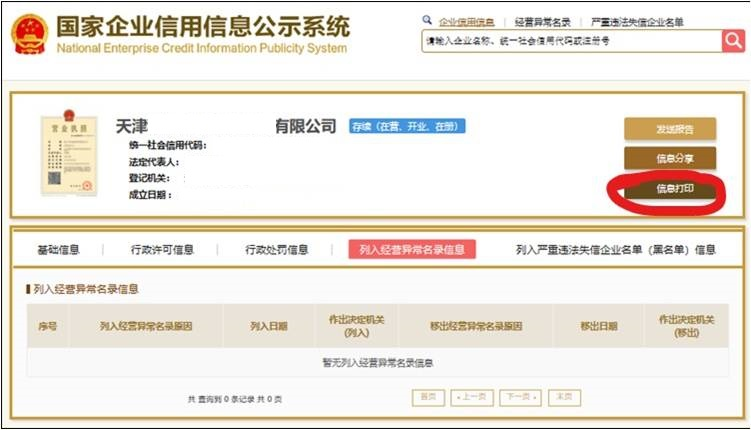 国家企业信用信息公示系统
National Enterprise Credit Information Publicity System
企业信用信息 | 经营异常名录 | 严重违法失信企业名单
请输入企业名称、统一社会信用代码或注册号
营业执照
天津 有限公司 存续（在营、开业、在册）
统一社会信用代码：
法定代表人：
登记机关：
成立日期：
发送报告
信息分享
信息打印
基础信息 | 行政许可信息 | 行政处罚信息 | 列入经营异常名录信息 | 列入严重违法失信企业名单（黑名单）信息
列入经营异常名录信息
序号 列入经营异常名录原因 列入日期 作出决定机关(列入) 移出经营异常名录原因 移出日期 作出决定机关(移出)
暂无列入经营异常名录信息
共 查询到 0 条记录 共 0 页 首页 上一页 下一页 末页